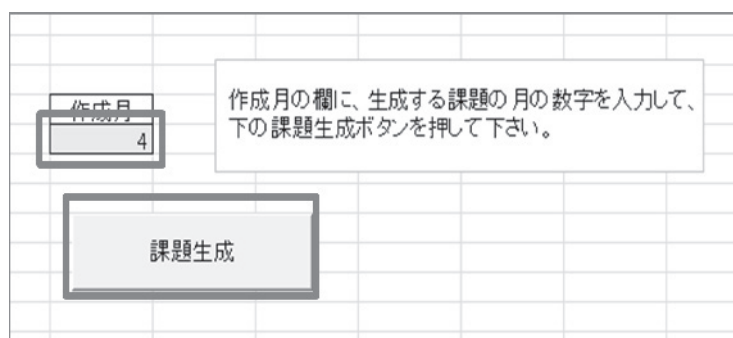 作成月
4
作成月の欄に、生成する課題の月の数字を入力して、
下の課題生成ボタンを押して下さい。
課題生成